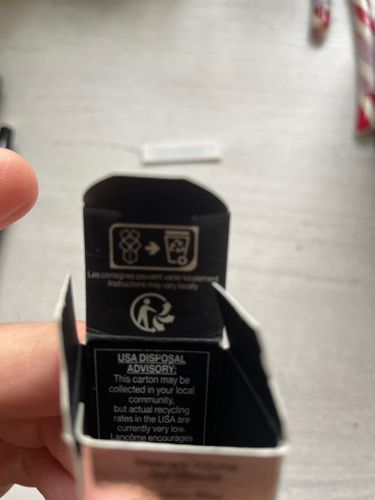 Les consignes peuvent varier localement
Instructions may vary locally
USA DISPOSAL
ADVISORY:
This carton may be
collected in your local
community,
but actual recycling
rates in the USA are
currently very low.
Lancôme encourages